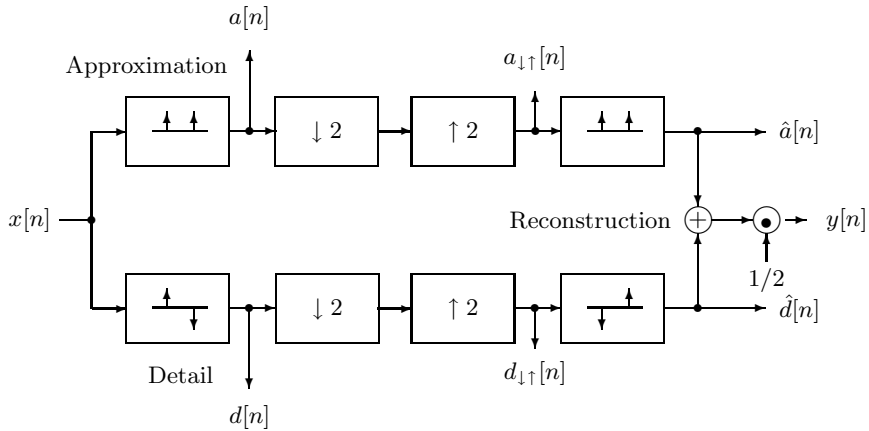 a[n]
Approximation
a↓↑[n]
↓ 2
↑ 2
â[n]
x[n]
Reconstruction
+
y[n]
1/2
↓ 2
↑ 2
d̂[n]
Detail
d↓↑[n]
d[n]